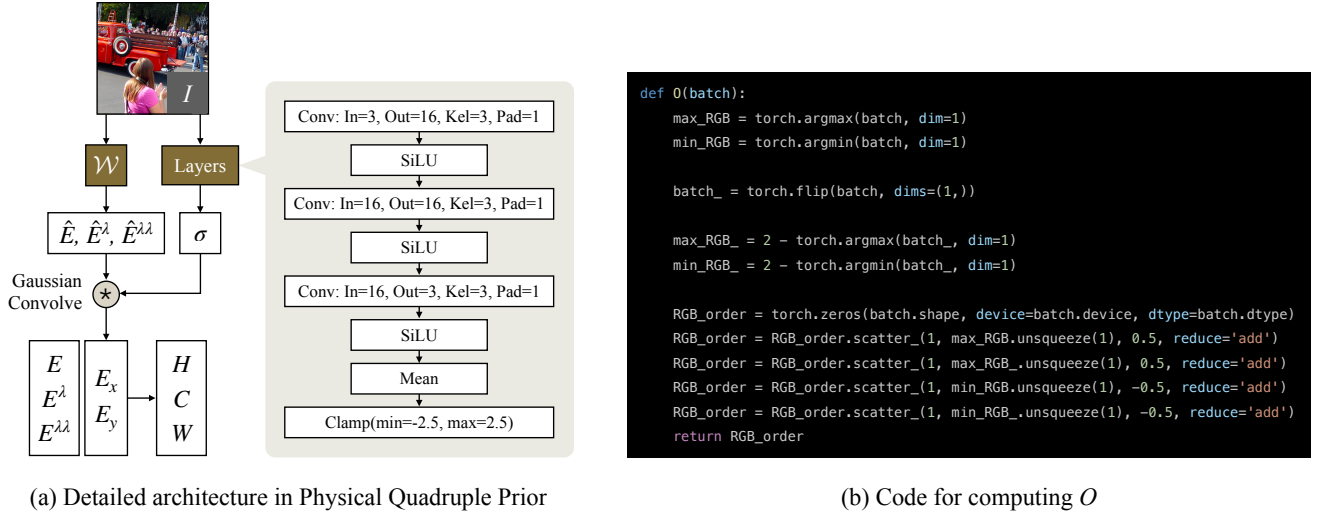 I
W
Layers
Ê, Ê^λ, Ê^λλ
σ
Gaussian
Convolve
*
E
E^λ
E^λλ
E_x
E_y
H
C
W
Conv: In=3, Out=16, Kel=3, Pad=1
SiLU
Conv: In=16, Out=16, Kel=3, Pad=1
SiLU
Conv: In=16, Out=3, Kel=3, Pad=1
SiLU
Mean
Clamp(min=-2.5, max=2.5)
(a) Detailed architecture in Physical Quadruple Prior
def O(batch):
    max_RGB = torch.argmax(batch, dim=1)
    min_RGB = torch.argmin(batch, dim=1)
    batch_ = torch.flip(batch, dims=(1,))
    max_RGB_ = 2 - torch.argmax(batch_, dim=1)
    min_RGB_ = 2 - torch.argmin(batch_, dim=1)
    RGB_order = torch.zeros(batch.shape, device=batch.device, dtype=batch.dtype)
    RGB_order = RGB_order.scatter_(1, max_RGB.unsqueeze(1), 0.5, reduce='add')
    RGB_order = RGB_order.scatter_(1, max_RGB_.unsqueeze(1), 0.5, reduce='add')
    RGB_order = RGB_order.scatter_(1, min_RGB.unsqueeze(1), -0.5, reduce='add')
    RGB_order = RGB_order.scatter_(1, min_RGB_.unsqueeze(1), -0.5, reduce='add')
    return RGB_order
(b) Code for computing O